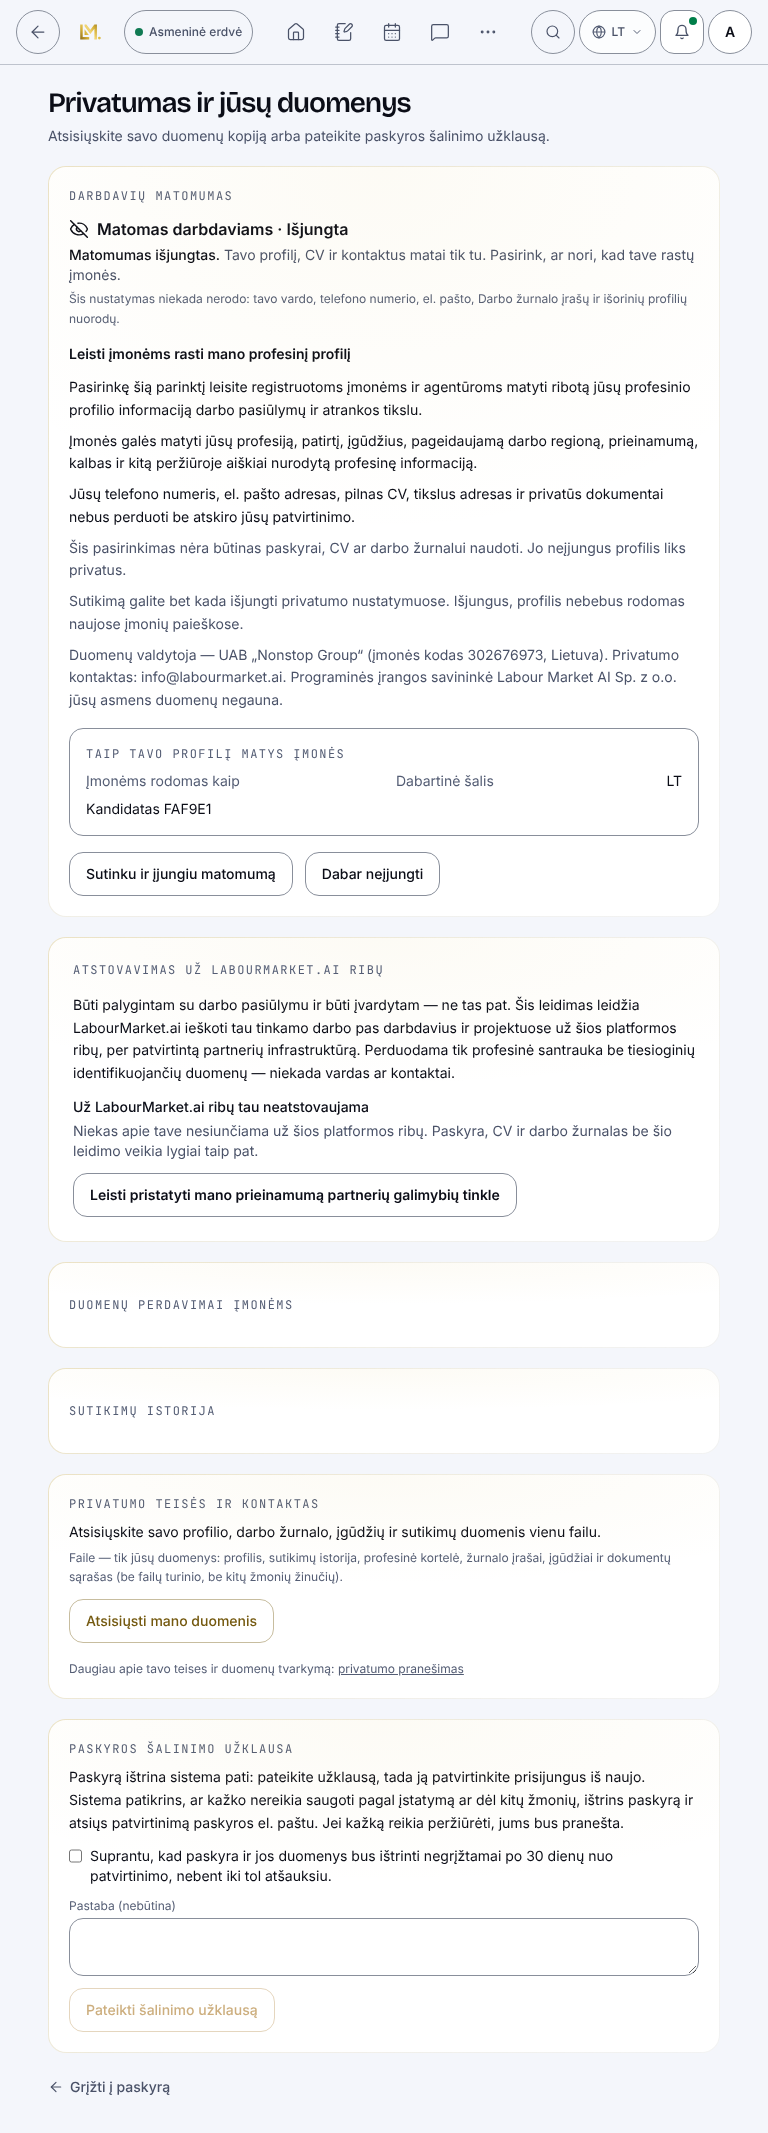 LM.
Asmeninė erdvė
LT
A
Privatumas ir jūsų duomenys
Atsisiųskite savo duomenų kopiją arba pateikite paskyros šalinimo užklausą.
DARBDAVIŲ MATOMUMAS
Matomas darbdaviams · Išjungta
Matomumas išjungtas. Tavo profilį, CV ir kontaktus matai tik tu. Pasirink, ar nori, kad tave rastų
įmonės.
Šis nustatymas niekada nerodo: tavo vardo, telefono numerio, el. pašto, Darbo žurnalo įrašų ir išorinių profilių
nuorodų.
Leisti įmonėms rasti mano profesinį profilį
Pasirinkę šią parinktį leisite registruotoms įmonėms ir agentūroms matyti ribotą jūsų profesinio
profilio informaciją darbo pasiūlymų ir atrankos tikslu.
Įmonės galės matyti jūsų profesiją, patirtį, įgūdžius, pageidaujamą darbo regioną, prieinamumą,
kalbas ir kitą peržiūroje aiškiai nurodytą profesinę informaciją.
Jūsų telefono numeris, el. pašto adresas, pilnas CV, tikslus adresas ir privatūs dokumentai
nebus perduoti be atskiro jūsų patvirtinimo.
Šis pasirinkimas nėra būtinas paskyrai, CV ar darbo žurnalui naudoti. Jo neįjungus profilis liks
privatus.
Sutikimą galite bet kada išjungti privatumo nustatymuose. Išjungus, profilis nebebus rodomas
naujose įmonių paieškose.
Duomenų valdytoja — UAB „Nonstop Group“ (įmonės kodas 302676973, Lietuva). Privatumo
kontaktas: info@labourmarket.ai. Programinės įrangos savininkė Labour Market AI Sp. z o.o.
jūsų asmens duomenų negauna.
TAIP TAVO PROFILĮ MATYS ĮMONĖS
Įmonėms rodomas kaip
Kandidatas FAF9E1
Dabartinė šalis LT
Sutinku ir įjungiu matomumą
Dabar neįjungti
ATSTOVAVIMAS UŽ LABOURMARKET.AI RIBŲ
Būti palygintam su darbo pasiūlymu ir būti įvardytam — ne tas pat. Šis leidimas leidžia
LabourMarket.ai ieškoti tau tinkamo darbo pas darbdavius ir projektuose už šios platformos
ribų, per patvirtintą partnerių infrastruktūrą. Perduodama tik profesinė santrauka be tiesioginių
identifikuojančių duomenų — niekada vardas ar kontaktai.
Už LabourMarket.ai ribų tau neatstovaujama
Niekas apie tave nesiunčiama už šios platformos ribų. Paskyra, CV ir darbo žurnalas be šio
leidimo veikia lygiai taip pat.
Leisti pristatyti mano prieinamumą partnerių galimybių tinkle
DUOMENŲ PERDAVIMAI ĮMONĖMS
SUTIKIMŲ ISTORIJA
PRIVATUMO TEISĖS IR KONTAKTAS
Atsisiųskite savo profilio, darbo žurnalo, įgūdžių ir sutikimų duomenis vienu failu.
Faile — tik jūsų duomenys: profilis, sutikimų istorija, profesinė kortelė, žurnalo įrašai, įgūdžiai ir dokumentų
sąrašas (be failų turinio, be kitų žmonių žinučių).
Atsisiųsti mano duomenis
Daugiau apie tavo teises ir duomenų tvarkymą: privatumo pranešimas
PASKYROS ŠALINIMO UŽKLAUSA
Paskyrą ištrina sistema pati: pateikite užklausą, tada ją patvirtinkite prisijungus iš naujo.
Sistema patikrins, ar kažko nereikia saugoti pagal įstatymą ar dėl kitų žmonių, ištrins paskyrą ir
atsiųs patvirtinimą paskyros el. paštu. Jei kažką reikia peržiūrėti, jums bus pranešta.
Suprantu, kad paskyra ir jos duomenys bus ištrinti negrįžtamai po 30 dienų nuo
patvirtinimo, nebent iki tol atšauksiu.
Pastaba (nebūtina)
Pateikti šalinimo užklausą
Grįžti į paskyrą